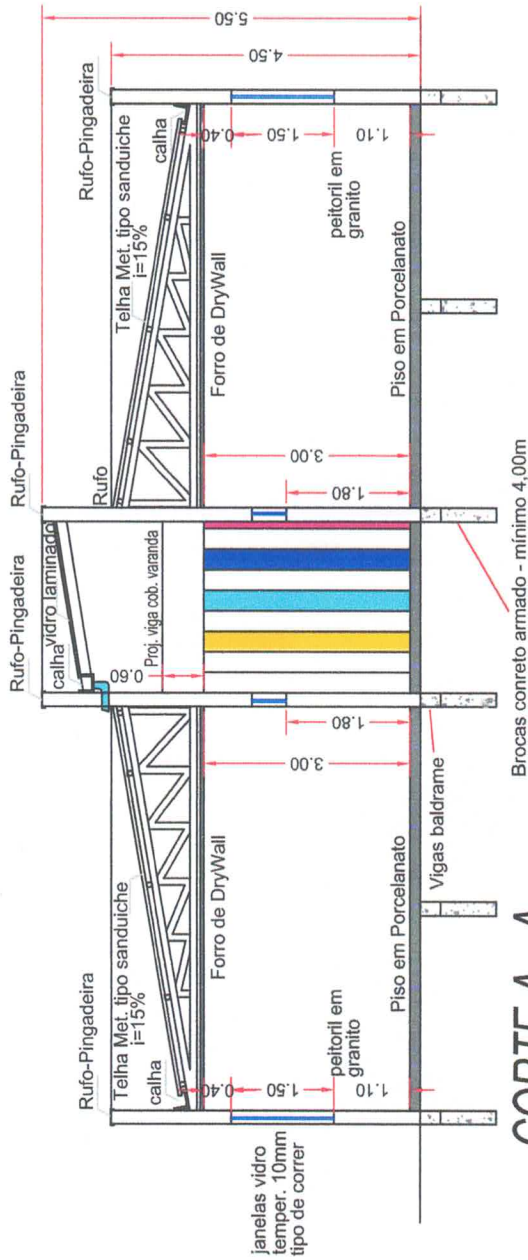 Rufo-Pingadeira
Rufo-Pingadeira
Rufo-Pingadeira
Rufo-Pingadeira
Telha Met. tipo sanduiche
i=15%
calha
calha
vidro laminado
Rufo
Telha Met. tipo sanduiche
i=15%
calha
0.60
Proj. viga cob. varanda
5.50
4.50
Forro de DryWall
Forro de DryWall
0.40
1.50
1.10
3.00
1.80
3.00
1.80
0.40
1.50
1.10
janelas vidro
temper. 10mm
tipo de correr
peitoril em
granito
peitoril em
granito
Piso em Porcelanato
Piso em Porcelanato
Vigas baldrame
Brocas conreto armado - mínimo 4,00m
CORTE A - A